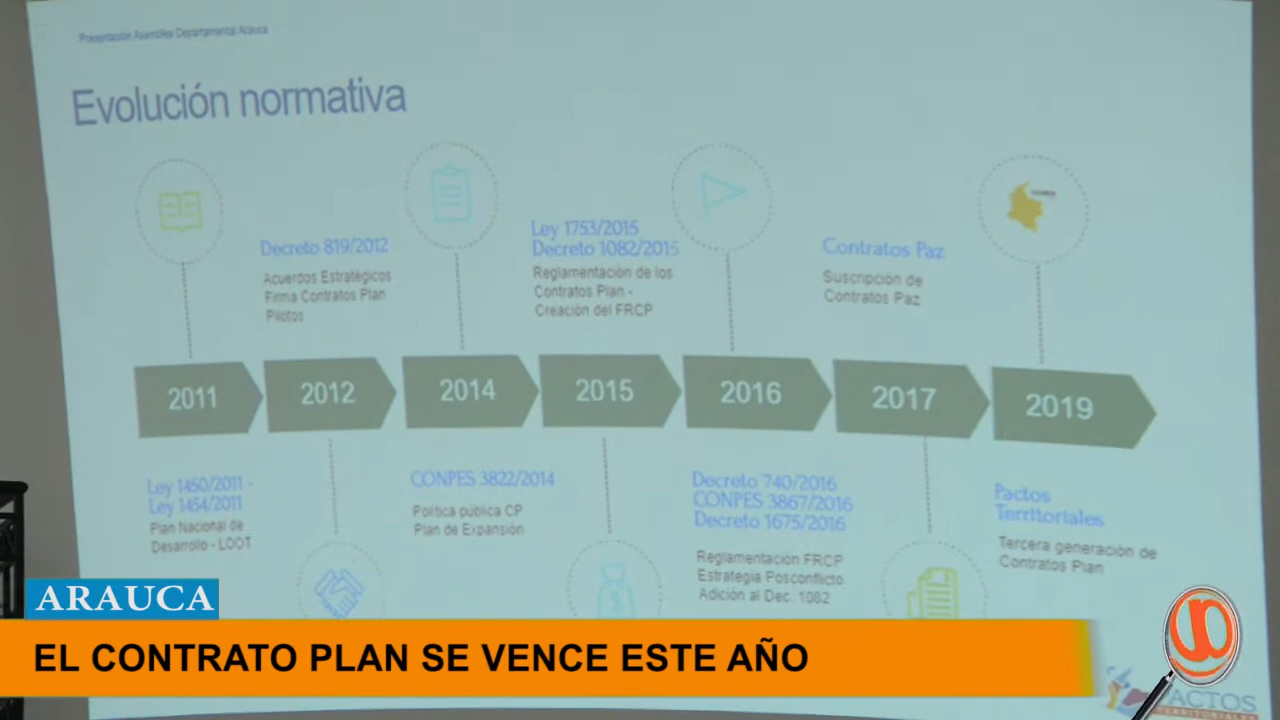 Presentación Asamblea Departamental Arauca
Evolución normativa
Decreto 819/2012
Acuerdos Estratégicos
Firma Contratos Plan
Pilotos
Ley 1753/2015
Decreto 1082/2015
Reglamentación de los
Contratos Plan -
Creación del FRCP
Contratos Paz
Suscripción de
Contratos Paz
2011
2012
2014
2015
2016
2017
2019
Ley 1450/2011 -
Ley 1454/2011
Plan Nacional de
Desarrollo - LOOT
CONPES 3822/2014
Política pública CP
Plan de Expansión
Decreto 740/2016
CONPES 3867/2016
Decreto 1675/2016
Reglamentación FRCP
Estrategia Posconflicto
Adición al Dec. 1082
Pactos
Territoriales
Tercera generación de
Contratos Plan
ARAUCA
EL CONTRATO PLAN SE VENCE ESTE AÑO